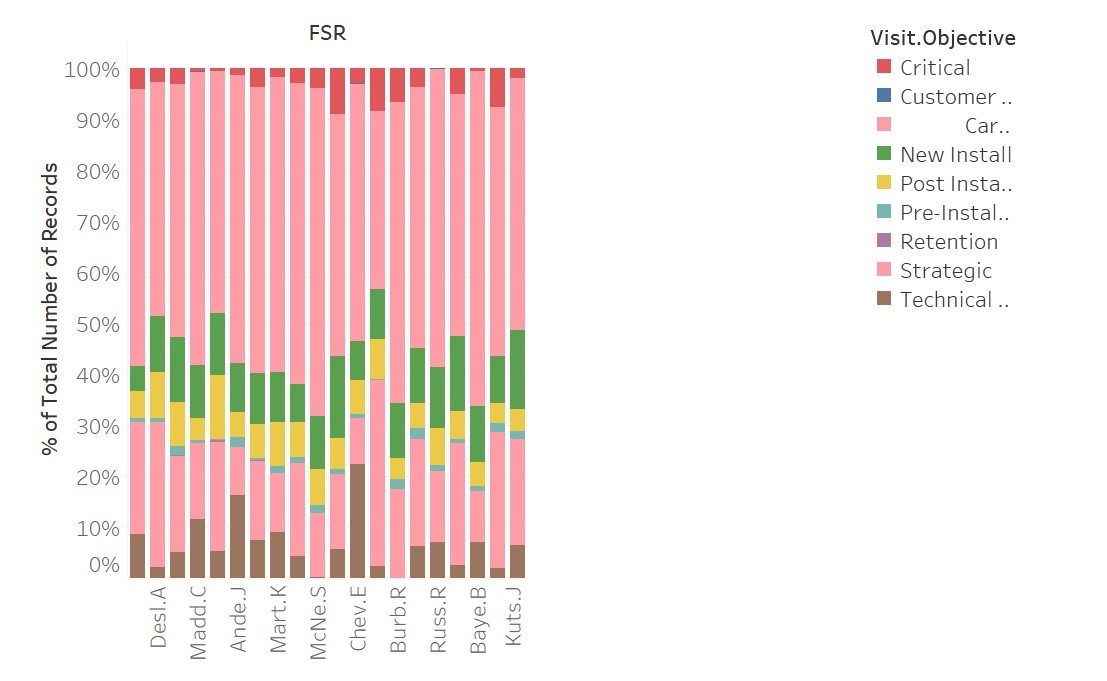 FSR
Visit.Objective
Critical
Customer ..
Car..
New Install
Post Insta..
Pre-Instal..
Retention
Strategic
Technical ..
% of Total Number of Records
100%
90%
80%
70%
60%
50%
40%
30%
20%
10%
0%
Desl.A
Madd.C
Ande.J
Mart.K
McNe.S
Chev.E
Burb.R
Russ.R
Baye.B
Kuts.J